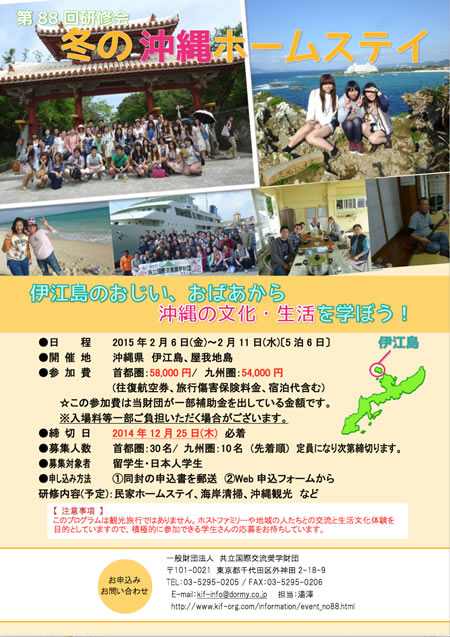 第88回研修会
冬の沖縄ホームステイ
伊江島のおじい、おばあから
沖縄の文化・生活を学ぼう！
●日　　程　2015年2月6日(金)～2月11日(水)〔5泊6日〕
●開 催 地　沖縄県 伊江島、屋我地島
伊江島
●参 加 費　首都圏:58,000円/ 九州圏:54,000円
(往復航空券、旅行傷害保険料金、宿泊代含む)
☆この参加費は当財団が一部補助金を出している金額です。
※入場料等一部ご負担いただく場合がございます。
●締 切 日　2014年12月25日(木) 必着
●募集人数　首都圏:30名/ 九州圏:10名 (先着順) 定員になり次第締切ります。
●募集対象者　留学生・日本人学生
●申し込み方法　①同封の申込書を郵送 ②Web申込フォームから
研修内容(予定):民家ホームステイ、海岸清掃、沖縄観光 など
【 注意事項 】
このプログラムは観光旅行ではありません。ホストファミリーや地域の人たちとの交流と生活文化体験を
目的としていますので、積極的に参加できる学生さんの応募をお待ちしています。
お申込み
お問い合わせ
一般財団法人 共立国際交流奨学財団
〒101-0021 東京都千代田区外神田2-18-9
TEL:03-5295-0205 / FAX:03-5295-0206
E-mail:kif-info@dormy.co.jp 担当:湯澤
http://www.kif-org.com/information/event_no88.html